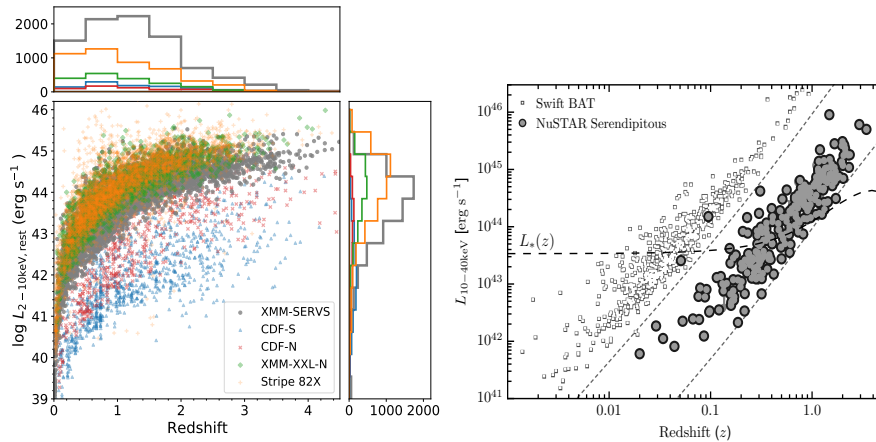 2000
1000
0
46
45
44
43
42
41
40
39
log L2−10keV,rest (erg s−1)
0 1 2 3 4
Redshift
XMM-SERVS
CDF-S
CDF-N
XMM-XXL-N
Stripe 82X
0 1000 2000
10^46
10^45
10^44
10^43
10^42
10^41
L10−40keV [erg s−1]
Swift BAT
NuSTAR Serendipitous
L*(z)
0.01 0.1 1.0
Redshift (z)